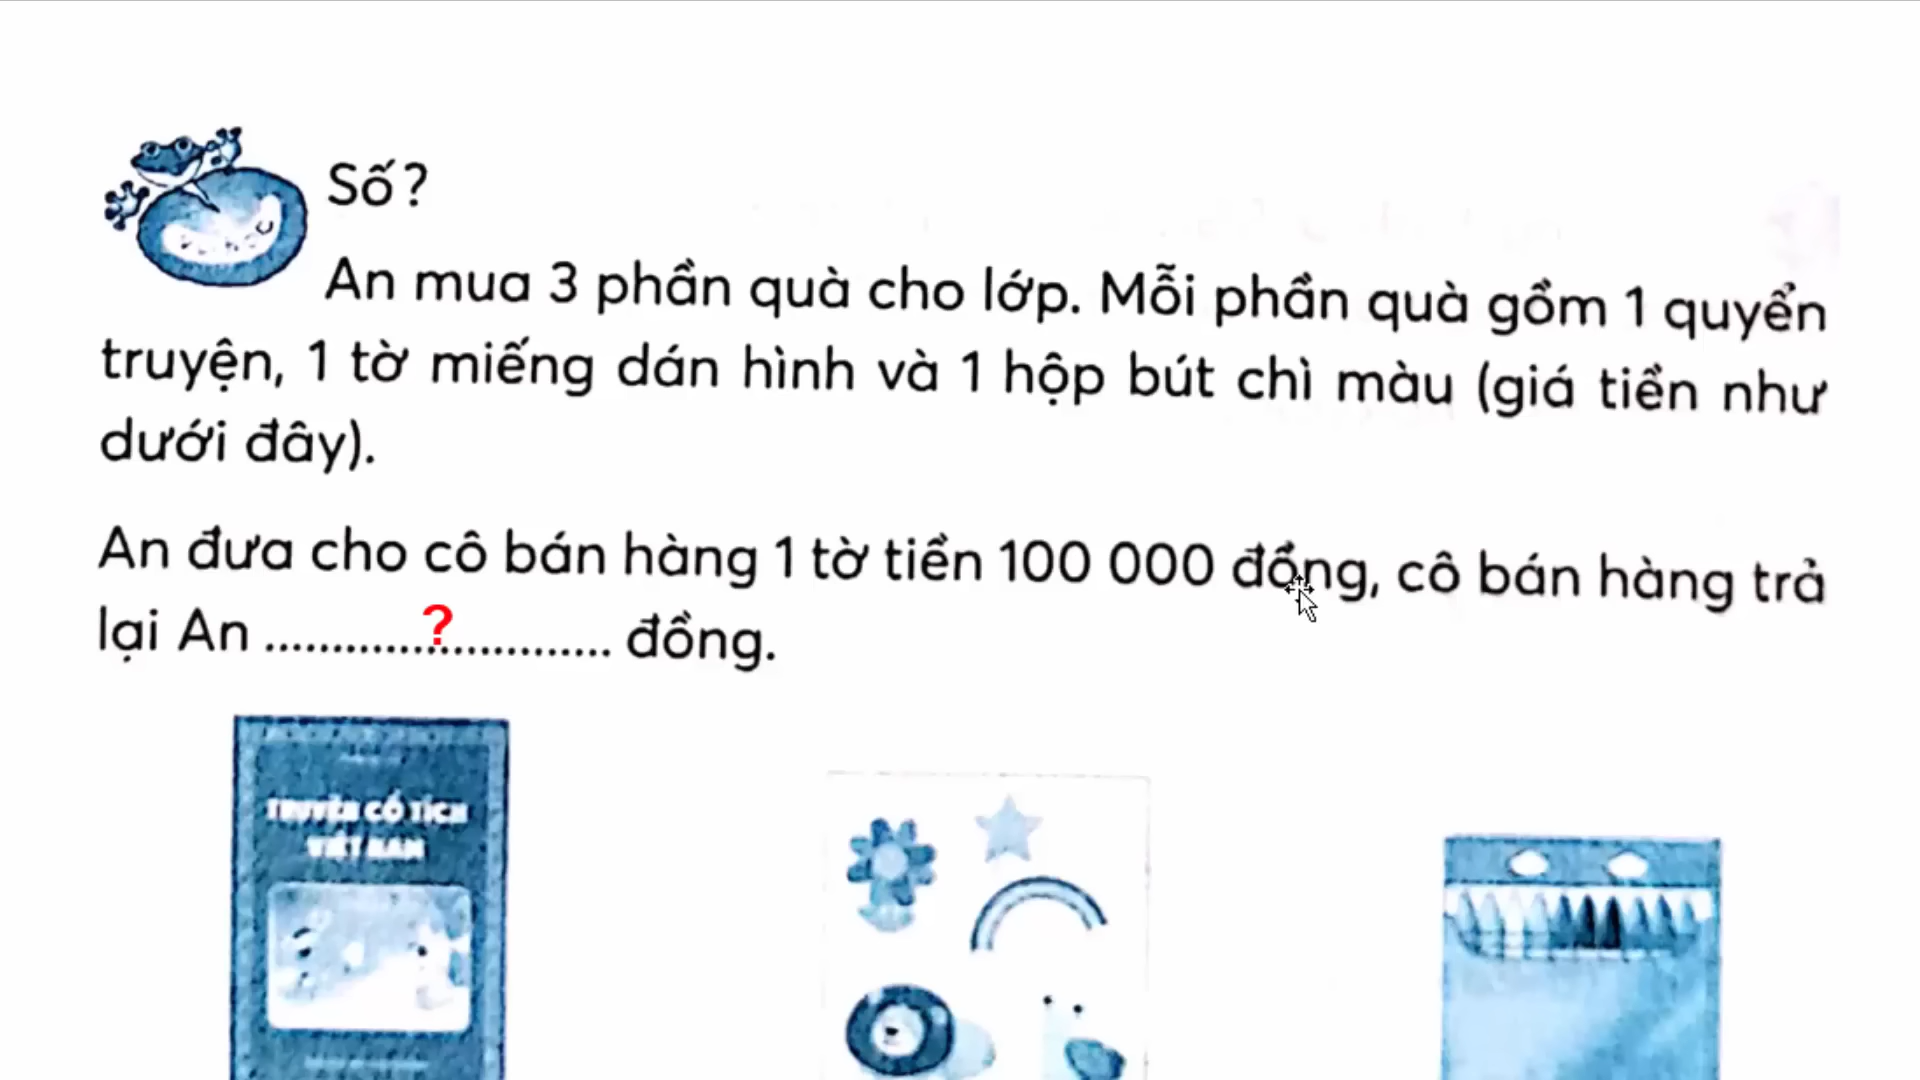 Số?
An mua 3 phần quà cho lớp. Mỗi phần quà gồm 1 quyển
truyện, 1 tờ miếng dán hình và 1 hộp bút chì màu (giá tiền như
dưới đây).
An đưa cho cô bán hàng 1 tờ tiền 100 000 đồng, cô bán hàng trả
lại An .............?............. đồng.
TRUYỆN CỔ TÍCH
VIỆT NAM